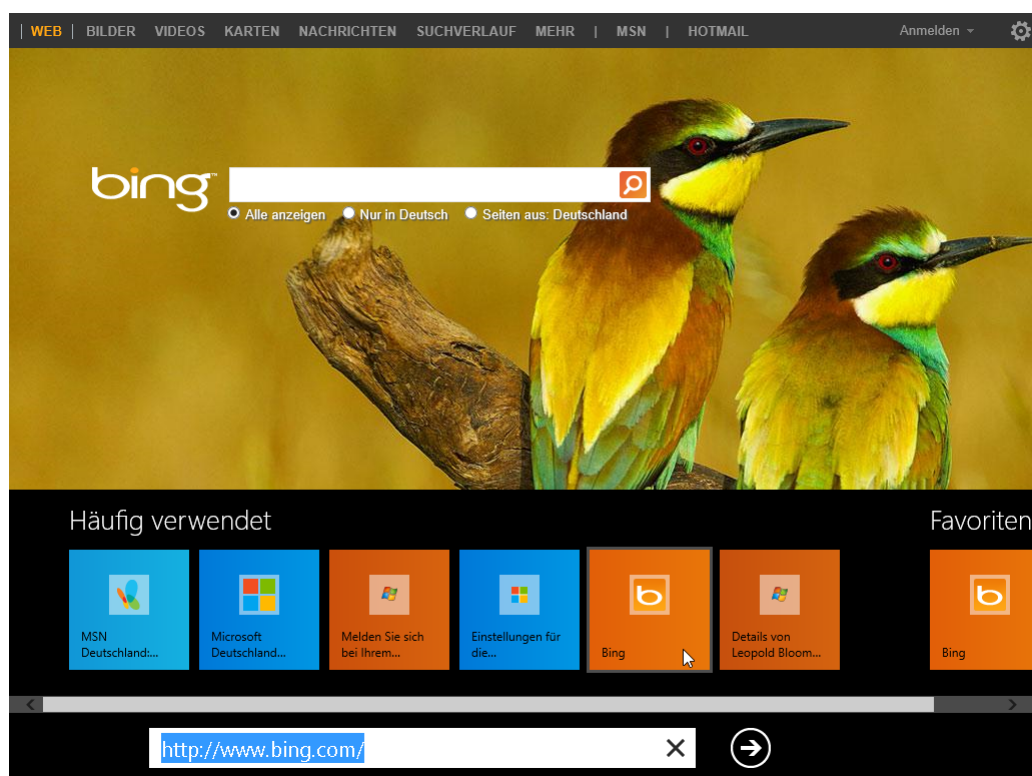 WEB | BILDER VIDEOS KARTEN NACHRICHTEN SUCHVERLAUF MEHR | MSN | HOTMAIL Anmelden
bing™
Alle anzeigen Nur in Deutsch Seiten aus: Deutschland
Häufig verwendet
Favoriten
MSN
Deutschland:...
Microsoft
Deutschland...
Melden Sie sich
bei Ihrem...
Einstellungen für
die...
Bing
Details von
Leopold Bloom...
Bing
http://www.bing.com/